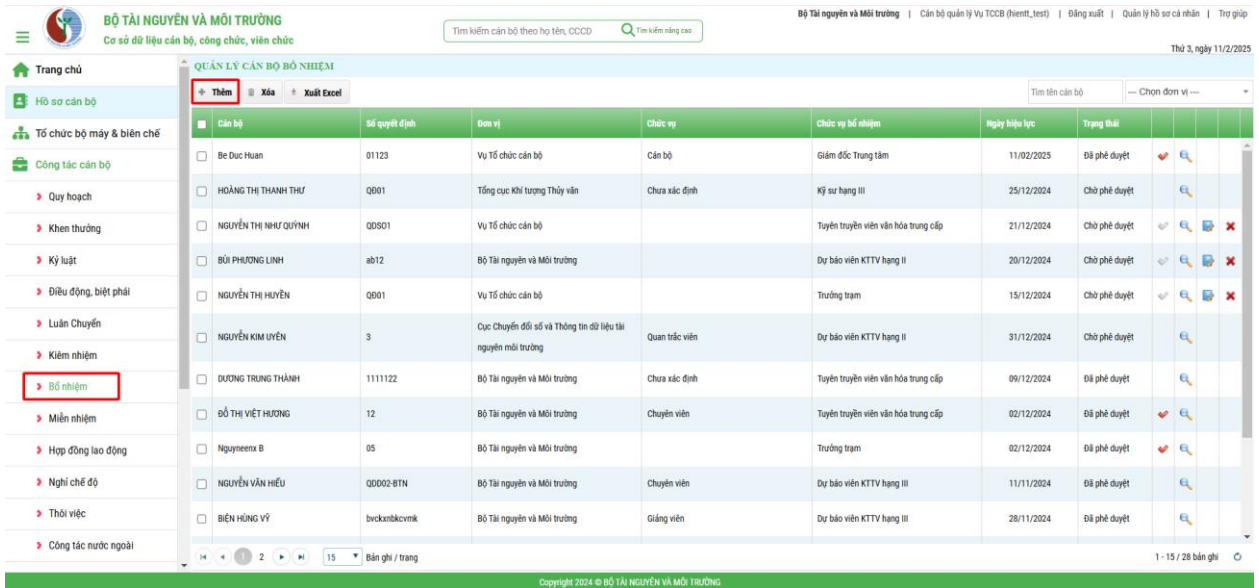 BỘ TÀI NGUYÊN VÀ MÔI TRƯỜNG
Cơ sở dữ liệu cán bộ, công chức, viên chức
Tìm kiếm cán bộ theo họ tên, CCCD
Tìm kiếm nâng cao
Bộ Tài nguyên và Môi trường | Cán bộ quản lý Vụ TCCB (hientt_test) | Đăng xuất | Quản lý hồ sơ cá nhân | Trợ giúp
Thứ 3, ngày 11/2/2025
Trang chủ
Hồ sơ cán bộ
Tổ chức bộ máy & biên chế
Công tác cán bộ
Quy hoạch
Khen thưởng
Kỷ luật
Điều động, biệt phái
Luân Chuyển
Kiêm nhiệm
Bổ nhiệm
Miễn nhiệm
Hợp đồng lao động
Nghỉ chế độ
Thôi việc
Công tác nước ngoài
QUẢN LÝ CÁN BỘ BỔ NHIỆM
Thêm Xóa Xuất Excel
Tìm tên cán bộ
--- Chọn đơn vị ---
Cán bộ Số quyết định Đơn vị Chức vụ Chức vụ bổ nhiệm Ngày hiệu lực Trạng thái
Be Duc Huan 01123 Vụ Tổ chức cán bộ Cán bộ Giám đốc Trung tâm 11/02/2025 Đã phê duyệt
HOÀNG THỊ THANH THƯ QĐ01 Tổng cục Khí tượng Thủy văn Chưa xác định Kỹ sư hạng III 25/12/2024 Chờ phê duyệt
NGUYỄN THỊ NHƯ QUỲNH QDS01 Vụ Tổ chức cán bộ Tuyên truyền viên văn hóa trung cấp 21/12/2024 Chờ phê duyệt
BÙI PHƯƠNG LINH ab12 Bộ Tài nguyên và Môi trường Dự báo viên KTTV hạng II 20/12/2024 Chờ phê duyệt
NGUYỄN THỊ HUYỀN QĐ01 Vụ Tổ chức cán bộ Trưởng trạm 15/12/2024 Chờ phê duyệt
NGUYỄN KIM UYÊN 3 Cục Chuyển đổi số và Thông tin dữ liệu tài
nguyên môi trường Quan trắc viên Dự báo viên KTTV hạng II 31/12/2024 Chờ phê duyệt
DƯƠNG TRUNG THÀNH 1111122 Bộ Tài nguyên và Môi trường Chưa xác định Tuyên truyền viên văn hóa trung cấp 09/12/2024 Đã phê duyệt
ĐỖ THỊ VIỆT HƯƠNG 12 Bộ Tài nguyên và Môi trường Chuyên viên Tuyên truyền viên văn hóa trung cấp 02/12/2024 Đã phê duyệt
Nguyneenx B 05 Bộ Tài nguyên và Môi trường Trưởng trạm 02/12/2024 Đã phê duyệt
NGUYỄN VĂN HIẾU QDD02-BTN Bộ Tài nguyên và Môi trường Chuyên viên Dự báo viên KTTV hạng III 11/11/2024 Đã phê duyệt
BIỆN HÙNG VỸ bvckxnbkcvmk Bộ Tài nguyên và Môi trường Giảng viên Dự báo viên KTTV hạng III 28/11/2024 Đã phê duyệt
1 2 15 Bản ghi / trang
1 - 15 / 28 bản ghi
Copyright 2024 © BỘ TÀI NGUYÊN VÀ MÔI TRƯỜNG